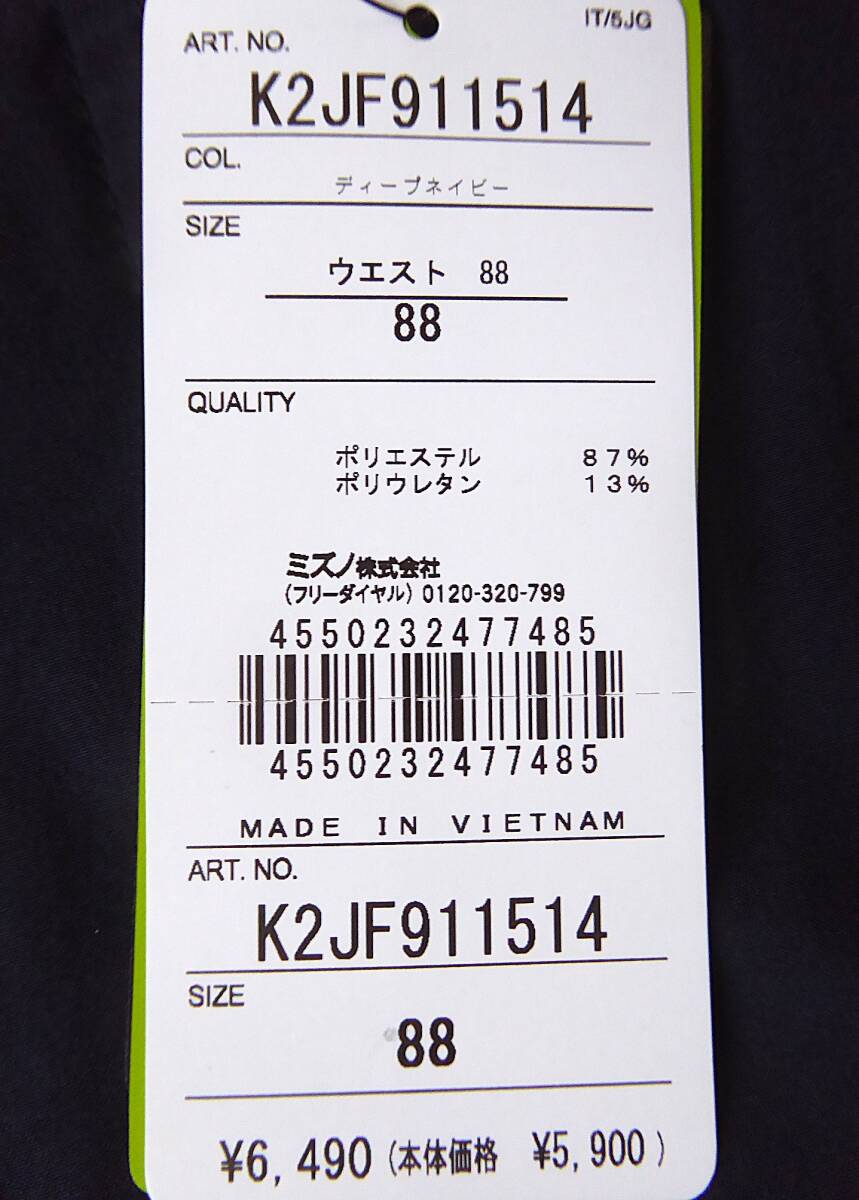 IT/5JG
ART. NO.
K2JF911514
COL.
ディープネイビー
SIZE
ウエスト 88
88
QUALITY
ポリエステル 87%
ポリウレタン 13%
ミズノ株式会社
(フリーダイヤル) 0120-320-799
4550232477485
4550232477485
MADE IN VIETNAM
ART. NO.
K2JF911514
SIZE
88
¥6,490(本体価格 ¥5,900)